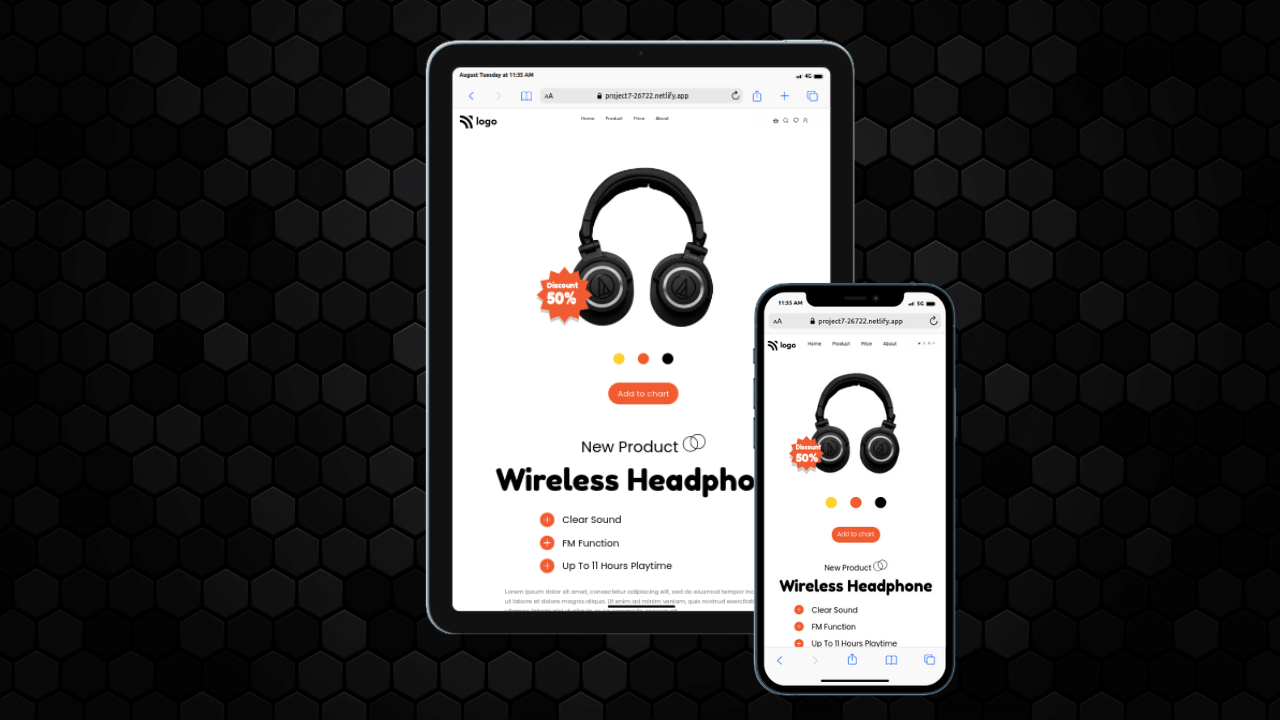 August Tuesday at 11:35 AM
4G
AA
project7-26722.netlify.app
logo
Home Product Price About
Discount
50%
Add to chart
New Product
Wireless Headpho
Clear Sound
FM Function
Up To 11 Hours Playtime
Lorem ipsum dolor sit amet, consectetur adipiscing elit, sed do eiusmod tempor inc
ut labore et dolore magna aliqua. Ut enim ad minim veniam, quis nostrud exercitati
11:35 AM
5G
AA
project7-26722.netlify.app
logo
Home Product Price About
Discount
50%
Add to chart
New Product
Wireless Headphone
Clear Sound
FM Function
Up To 11 Hours Playtime